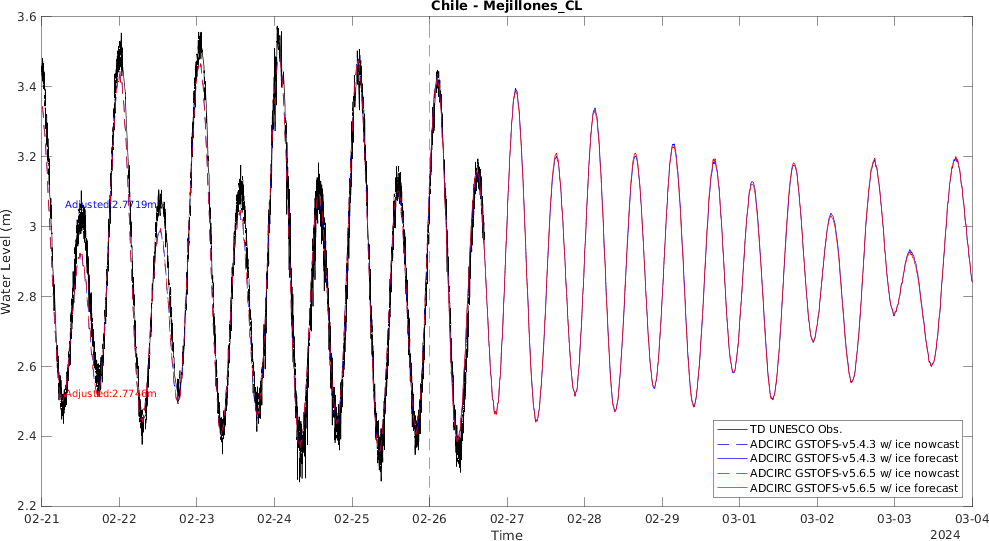 Chile - Mejillones_CL
3.6
3.4
3.2
3
2.8
2.6
2.4
2.2
Water Level (m)
Adjusted:2.7719m
Adjusted:2.7746m
TD UNESCO Obs.
ADCIRC GSTOFS-v5.4.3 w/ ice nowcast
ADCIRC GSTOFS-v5.4.3 w/ ice forecast
ADCIRC GSTOFS-v5.6.5 w/ ice nowcast
ADCIRC GSTOFS-v5.6.5 w/ ice forecast
02-21 02-22 02-23 02-24 02-25 02-26 02-27 02-28 02-29 03-01 03-02 03-03 03-04
Time
2024